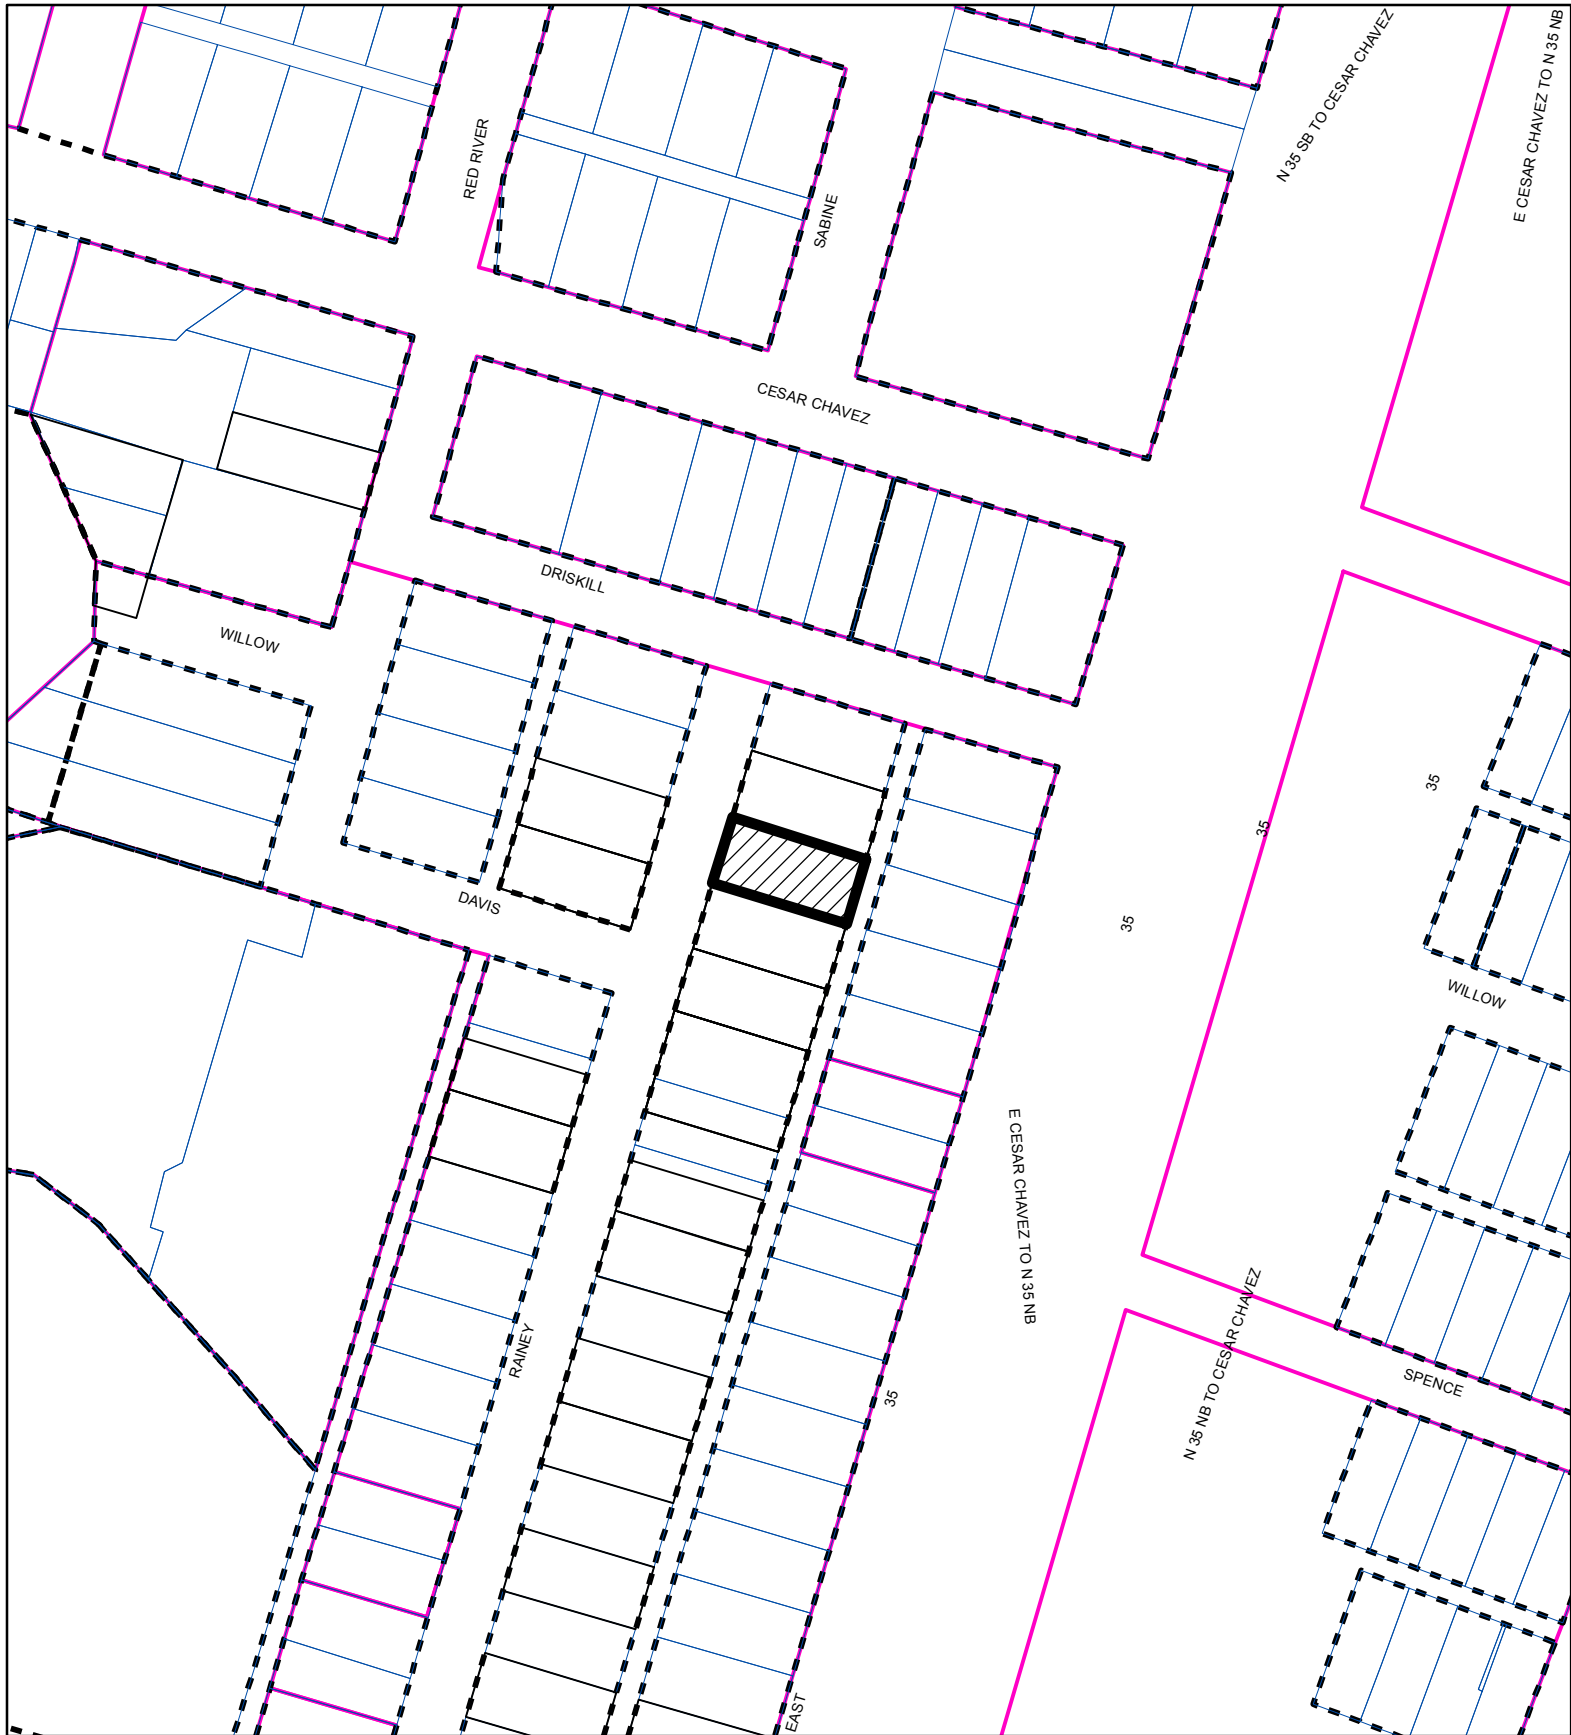 N 35 SB TO CESAR CHAVEZ
E CESAR CHAVEZ TO N 35 NB
RED RIVER
SABINE
CESAR CHAVEZ
DRISKILL
WILLOW
35
35
DAVIS
35
WILLOW
E CESAR CHAVEZ TO N 35 NB
RAINEY
N 35 NB TO CESAR CHAVEZ
SPENCE
35
EAST